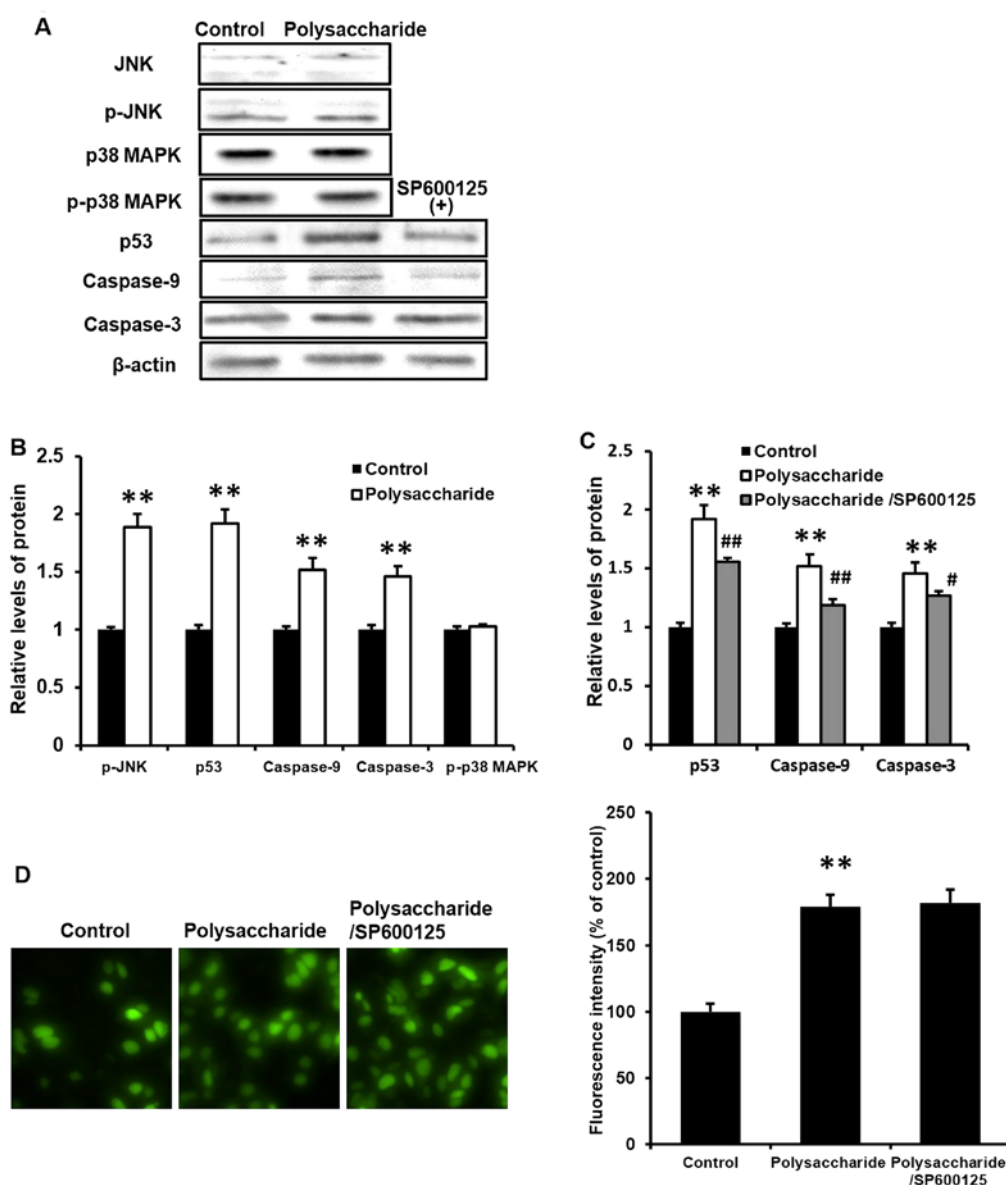 A
Control Polysaccharide
JNK
p-JNK
p38 MAPK
p-p38 MAPK
SP600125
(+)
p53
Caspase-9
Caspase-3
β-actin
B
Relative levels of protein
2.5
2
1.5
1
0.5
0
Control
Polysaccharide
**
**
**
**
p-JNK p53 Caspase-9 Caspase-3 p-p38 MAPK
C
Relative levels of protein
2.5
2
1.5
1
0.5
0
Control
Polysaccharide
Polysaccharide /SP600125
**
##
**
##
**
#
p53 Caspase-9 Caspase-3
D
Control
Polysaccharide
Polysaccharide
/SP600125
Fluorescence intensity (% of control)
250
200
150
100
50
0
**
Control Polysaccharide Polysaccharide
/SP600125